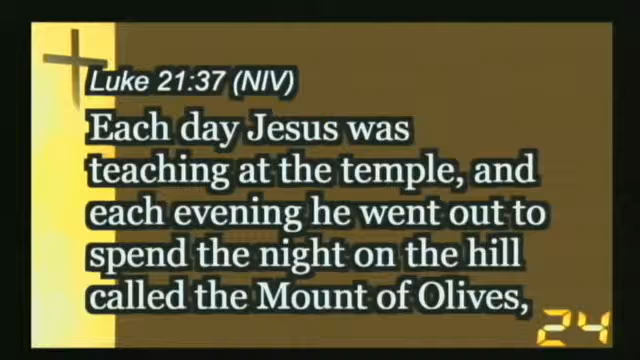 Luke 21:37 (NIV)
Each day Jesus was
teaching at the temple, and
each evening he went out to
spend the night on the hill
called the Mount of Olives,
24